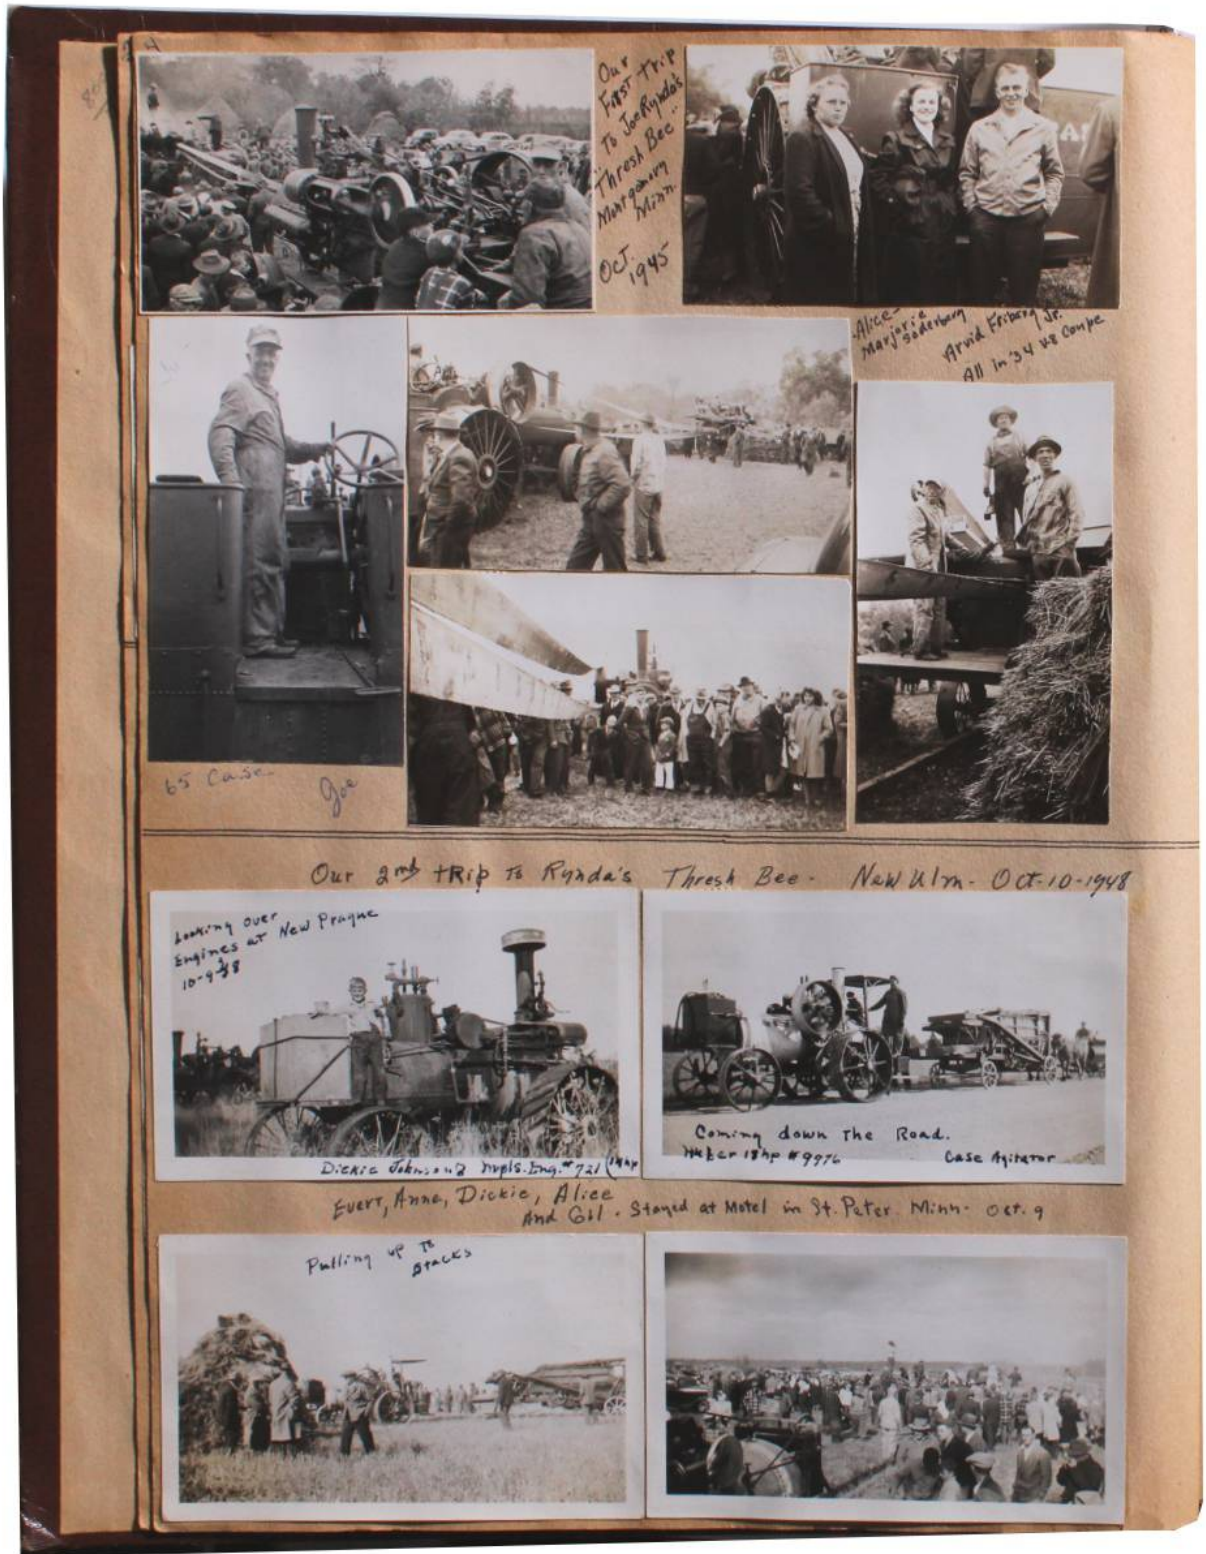 Our
First Trip
To Joe Rynda's
"Thresh Bee"
Montgomery
Minn.
Oct.
1945
Alice-
Marjorie
Soderberg
Arvid Friberg Jr.
All in '34 V8 Coupe
65 Case
Joe
Our 2nd trip to Rynda's Thresh Bee - New Ulm - Oct-10-1948
Looking over
Engines at New Prague
10-9-48
Dickie Johnson & Mpls. Eng. # 721
Coming down the Road.
Huber 18hp #9976
Case Agitator
Evert, Anne, Dickie, Alice
And Gil. Stayed at Motel in St. Peter Minn- Oct. 9
Pulling up to
Stacks